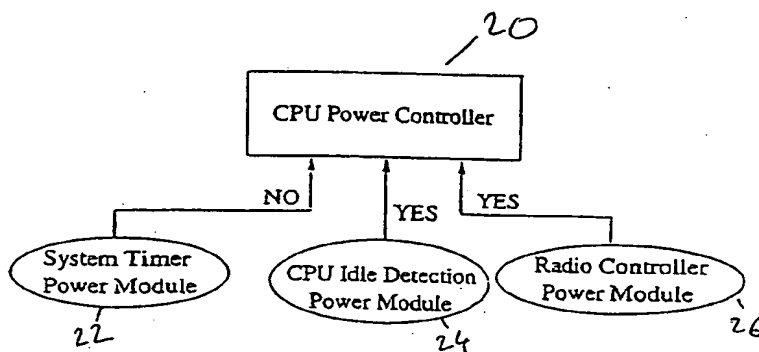 20
CPU Power Controller
NO
YES
YES
System Timer
Power Module
CPU Idle Detection
Power Module
Radio Controller
Power Module
22
24
26